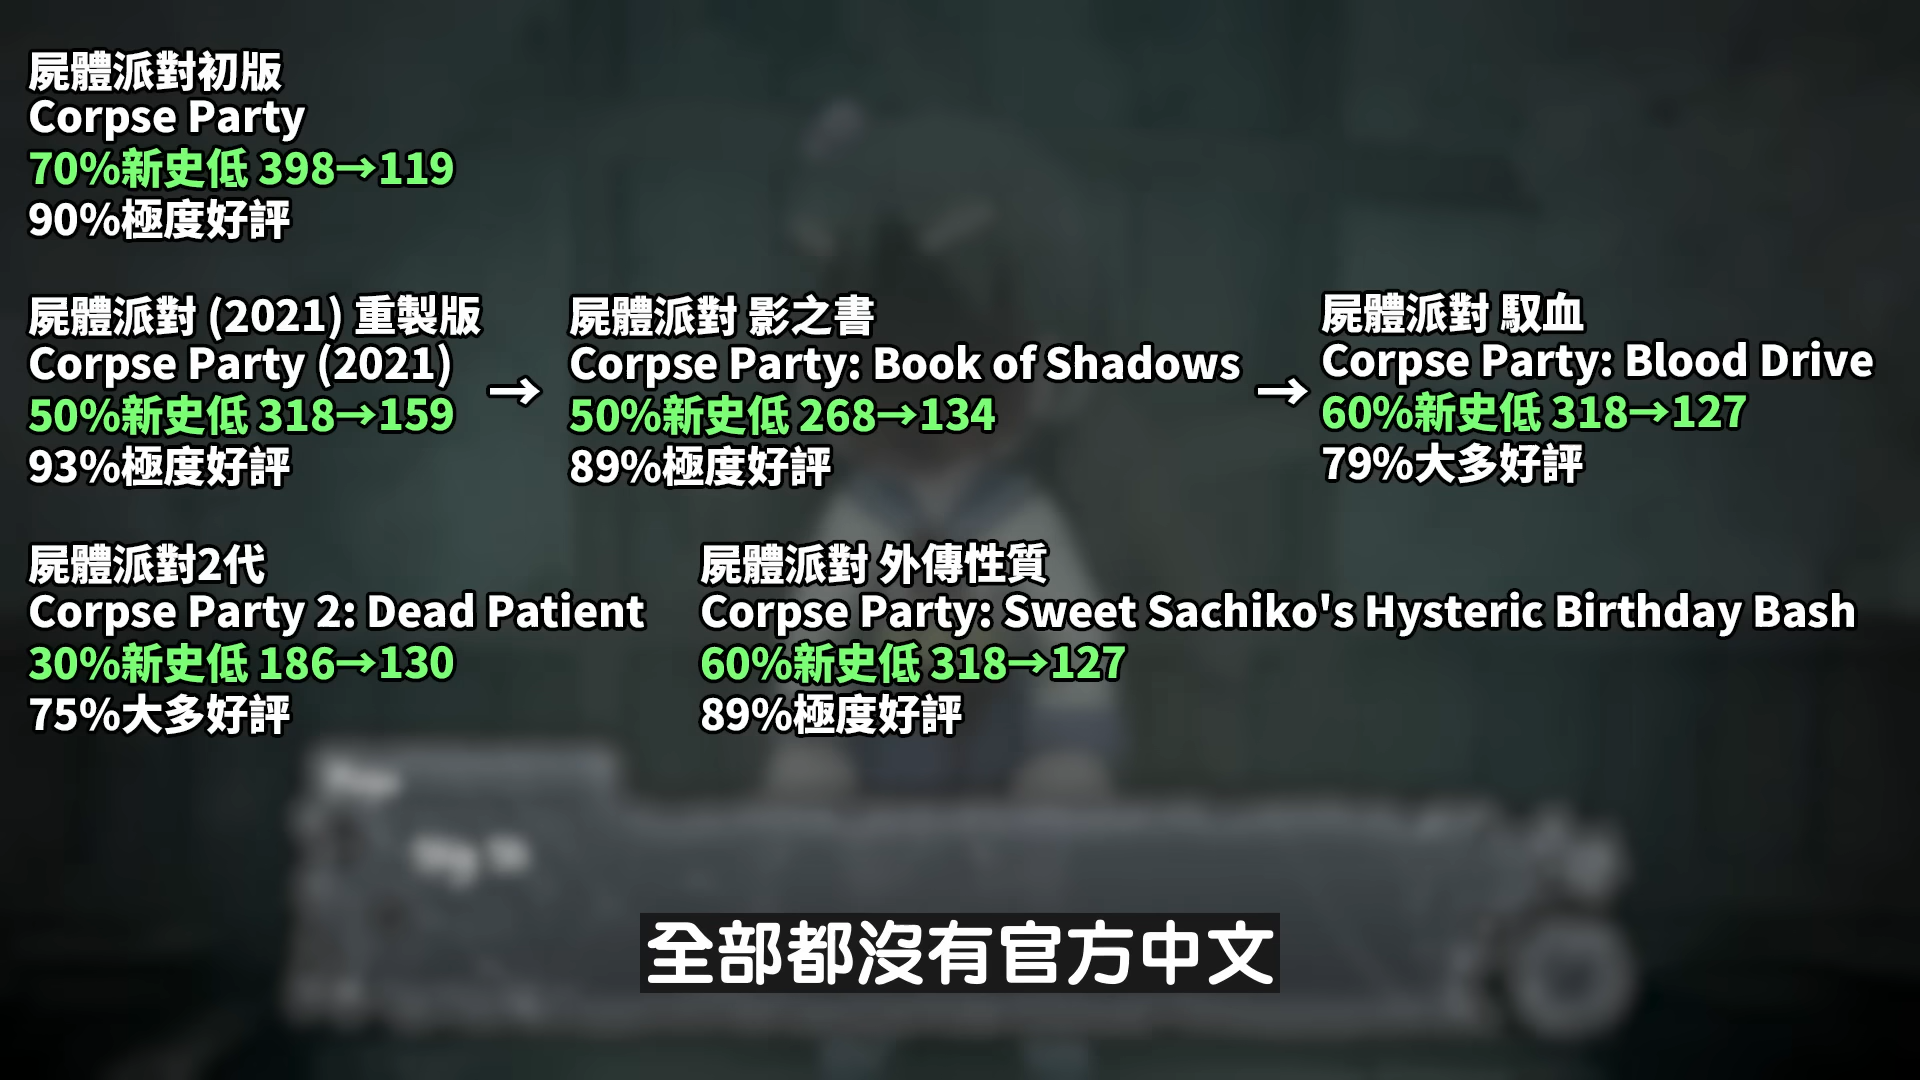 屍體派對初版
Corpse Party
70%新史低 398→119
90%極度好評
屍體派對 (2021) 重製版
Corpse Party (2021)
50%新史低 318→159
93%極度好評
→
屍體派對 影之書
Corpse Party: Book of Shadows
50%新史低 268→134
89%極度好評
→
屍體派對 馭血
Corpse Party: Blood Drive
60%新史低 318→127
79%大多好評
屍體派對2代
Corpse Party 2: Dead Patient
30%新史低 186→130
75%大多好評
屍體派對 外傳性質
Corpse Party: Sweet Sachiko's Hysteric Birthday Bash
60%新史低 318→127
89%極度好評
全部都沒有官方中文